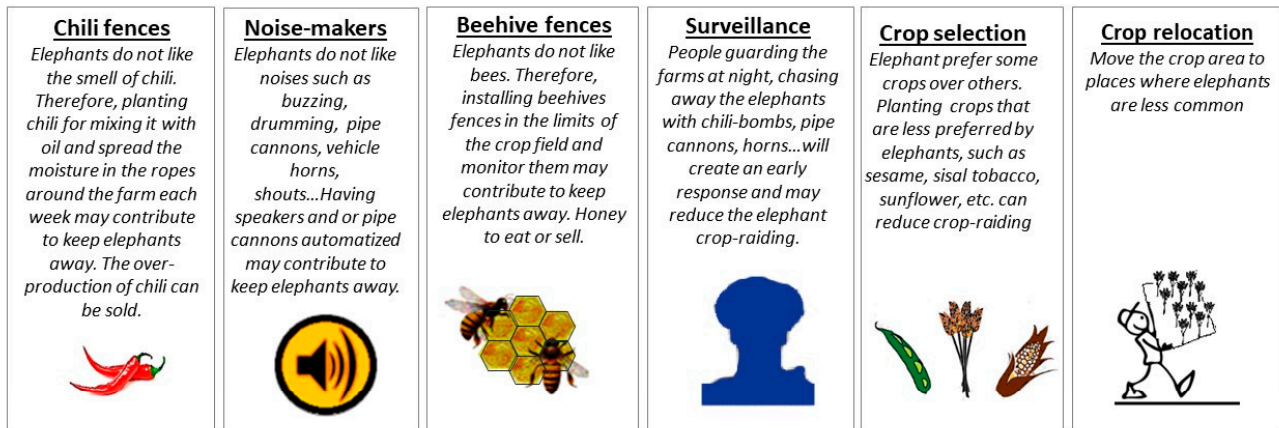 Chili fences
Elephants do not like
the smell of chili.
Therefore, planting
chili for mixing it with
oil and spread the
moisture in the ropes
around the farm each
week may contribute
to keep elephants
away. The over-
production of chili can
be sold.
Noise-makers
Elephants do not like
noises such as
buzzing,
drumming, pipe
cannons, vehicle
horns,
shouts...Having
speakers and or pipe
cannons automatized
may contribute to
keep elephants away.
Beehive fences
Elephants do not like
bees. Therefore,
installing beehives
fences in the limits of
the crop field and
monitor them may
contribute to keep
elephants away. Honey
to eat or sell.
Surveillance
People guarding the
farms at night, chasing
away the elephants
with chili-bombs, pipe
cannons, horns...will
create an early
response and may
reduce the elephant
crop-raiding.
Crop selection
Elephant prefer some
crops over others.
Planting crops that
are less preferred by
elephants, such as
sesame, sisal tobacco,
sunflower, etc. can
reduce crop-raiding
Crop relocation
Move the crop area to
places where elephants
are less common